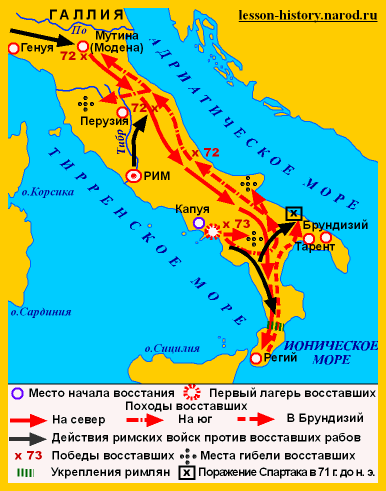 lesson-history.narod.ru
ГАЛЛИЯ
По
Генуя
Мутина
(Модена)
72 x
АДРИАТИЧЕСКОЕ МОРЕ
72 x
Перузия
Тибр
x 72
РИМ
о.Корсика
ТИРРЕНСКОЕ МОРЕ
Капуя
x 73
x
Брундизий
Тарент
о.Сардиния
ИОНИЧЕСКОЕ
МОРЕ
о.Сицилия
Регий
Место начала восстания
Первый лагерь восставших
Походы восставших
На север
На юг
В Брундизий
Действия римских войск против восставших рабов
x 73 Победы восставших
Места гибели восставших
Укрепления римлян
x Поражение Спартака в 71 г. до н. э.